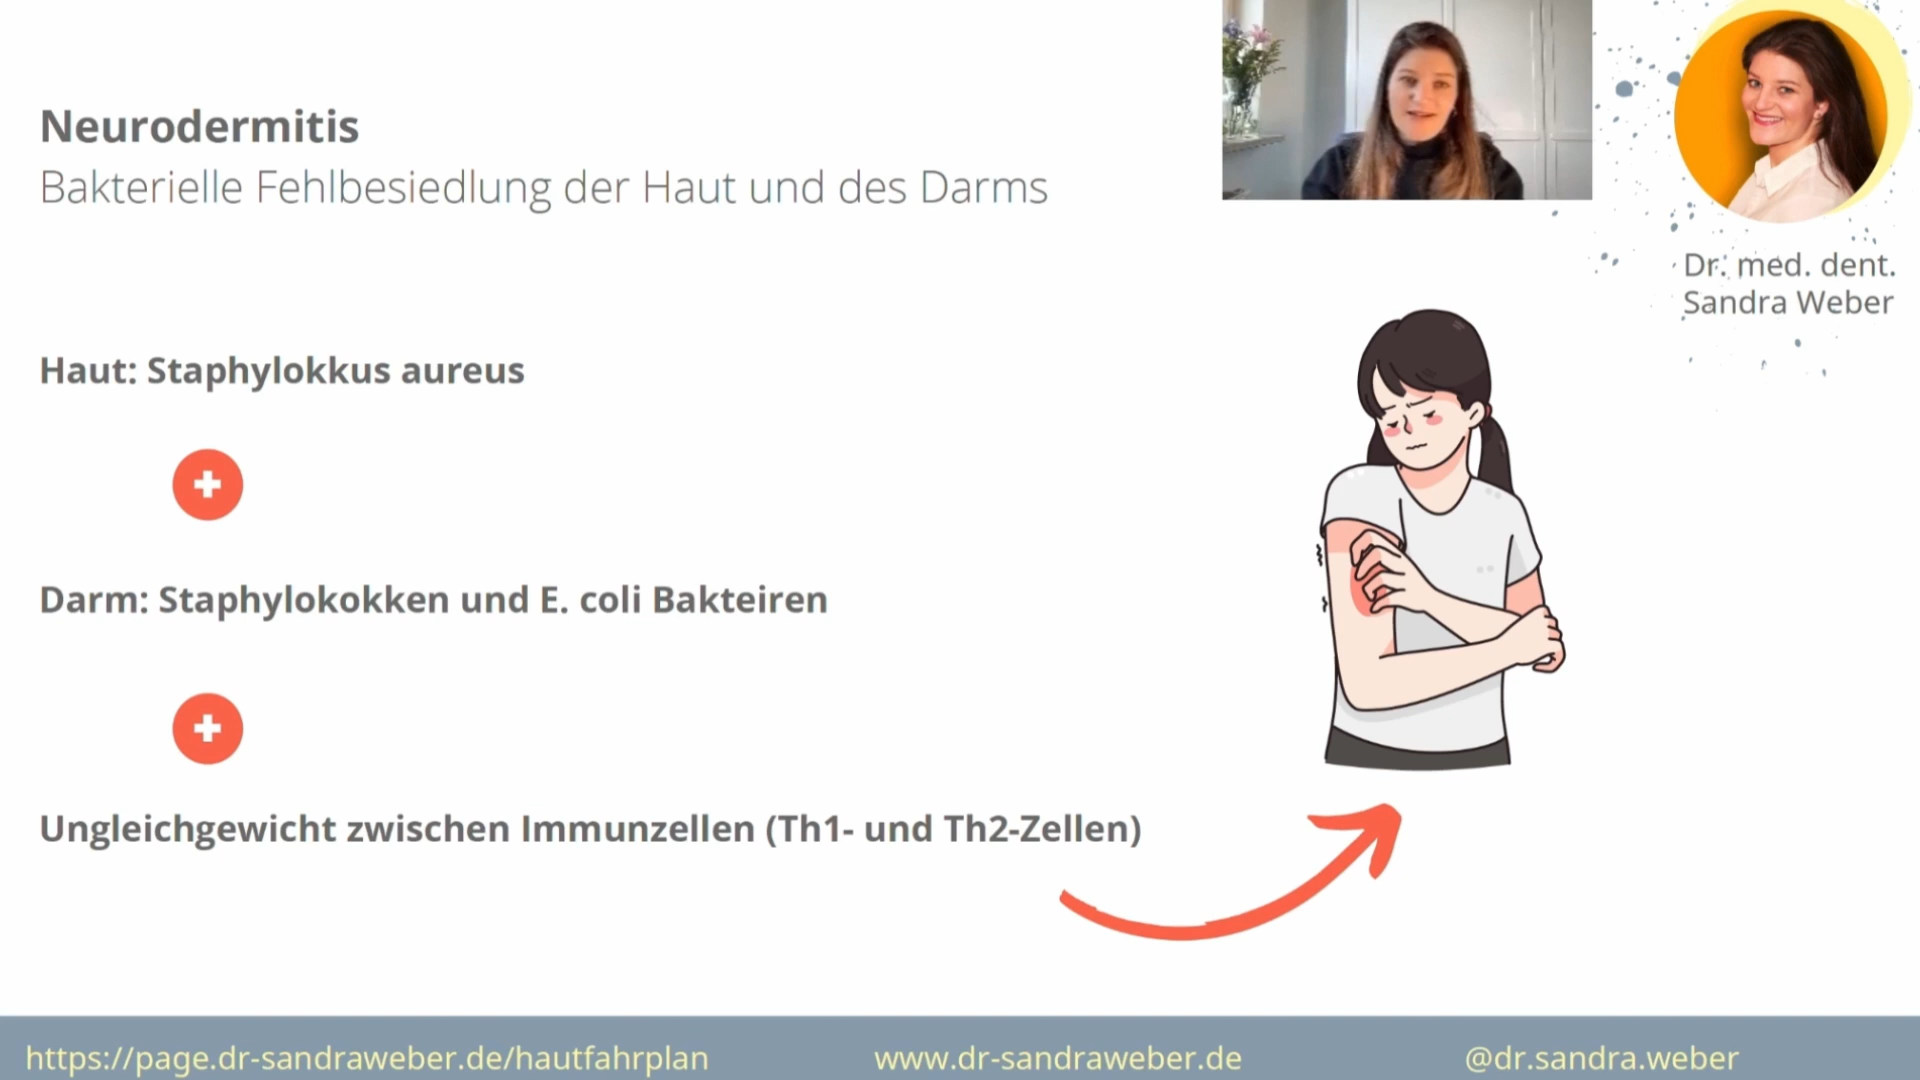 Neurodermitis
Bakterielle Fehlbesiedlung der Haut und des Darms
Dr. med. dent.
Sandra Weber
Haut: Staphylokkus aureus
Darm: Staphylokokken und E. coli Bakteiren
Ungleichgewicht zwischen Immunzellen (Th1- und Th2-Zellen)
https://page.dr-sandraweber.de/hautfahrplan
www.dr-sandraweber.de
@dr.sandra.weber